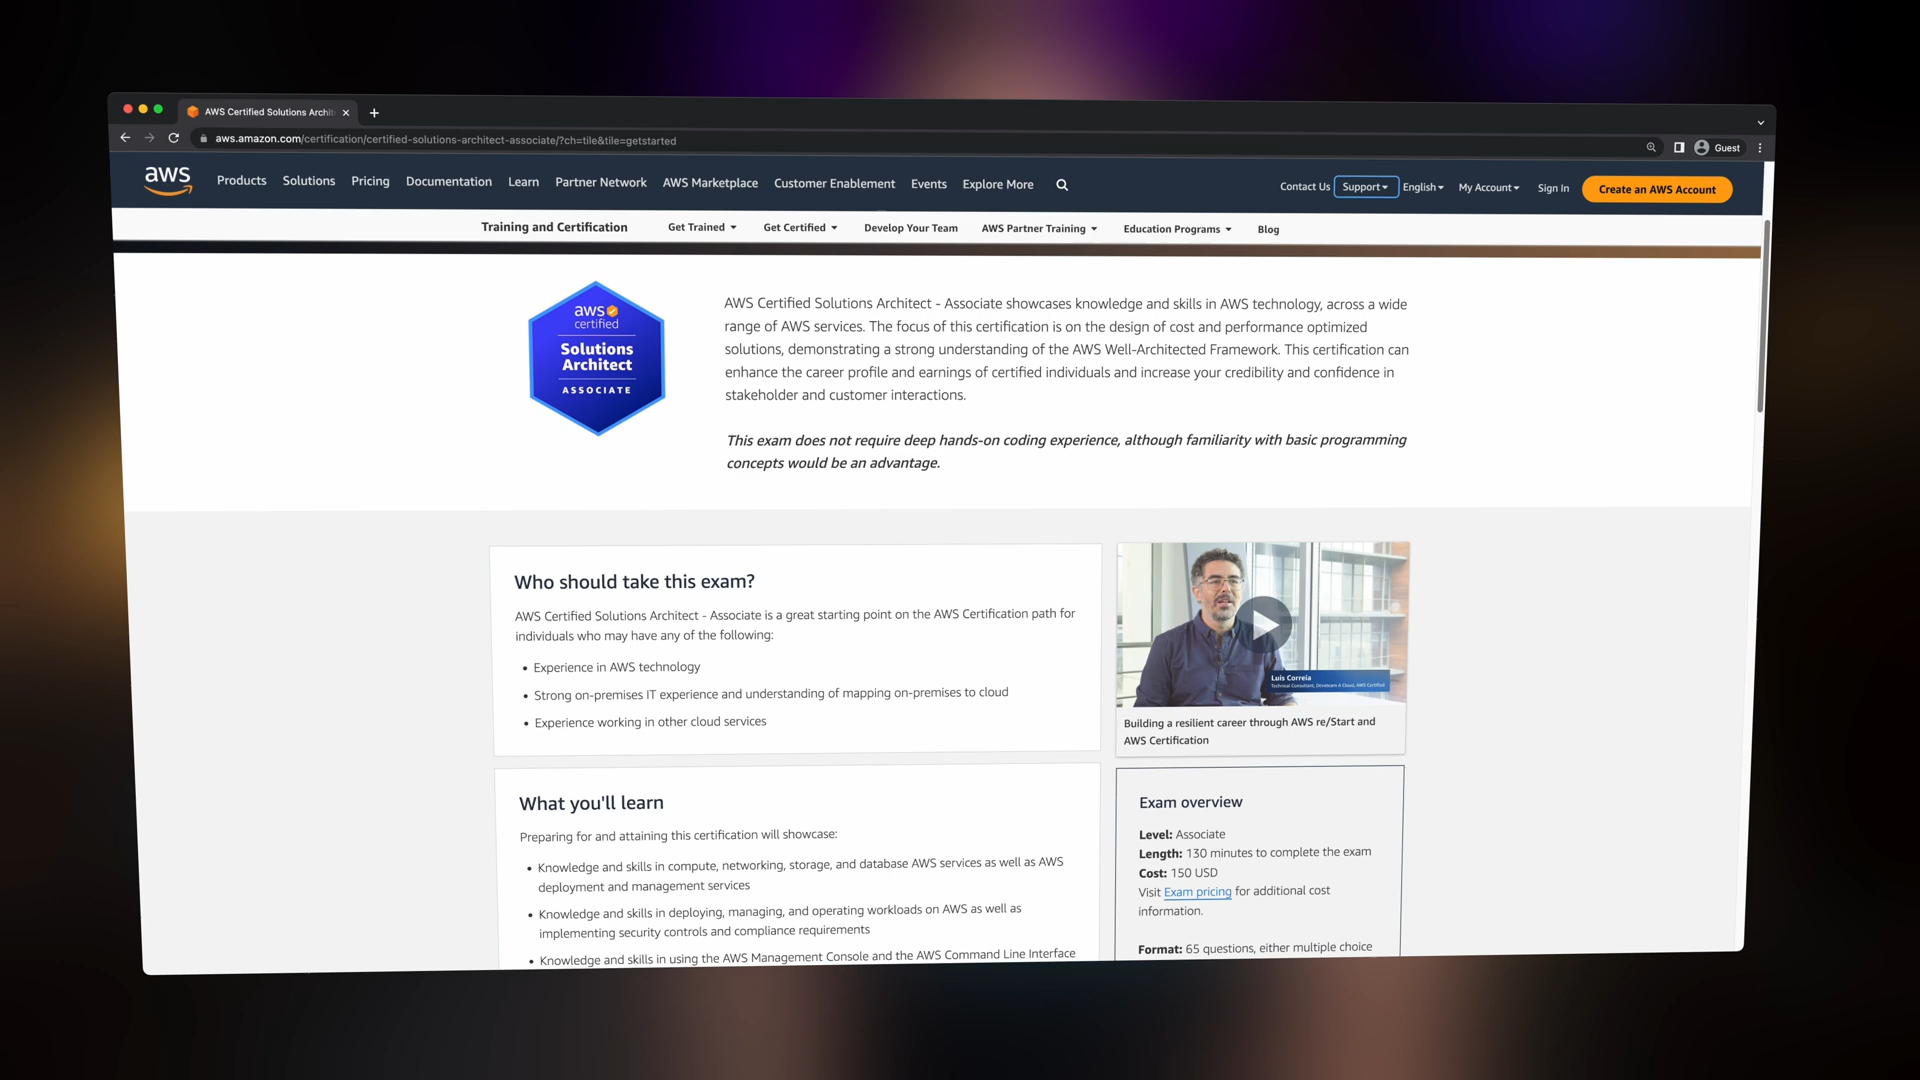 AWS Certified Solutions Archit
aws.amazon.com/certification/certified-solutions-architect-associate/?ch=tile&tile=getstarted
Guest
aws
Products Solutions Pricing Documentation Learn Partner Network AWS Marketplace Customer Enablement Events Explore More
Contact Us Support English My Account Sign In Create an AWS Account
Training and Certification Get Trained Get Certified Develop Your Team AWS Partner Training Education Programs Blog
aws
certified
Solutions
Architect
ASSOCIATE
AWS Certified Solutions Architect - Associate showcases knowledge and skills in AWS technology, across a wide
range of AWS services. The focus of this certification is on the design of cost and performance optimized
solutions, demonstrating a strong understanding of the AWS Well-Architected Framework. This certification can
enhance the career profile and earnings of certified individuals and increase your credibility and confidence in
stakeholder and customer interactions.
This exam does not require deep hands-on coding experience, although familiarity with basic programming
concepts would be an advantage.
Who should take this exam?
AWS Certified Solutions Architect - Associate is a great starting point on the AWS Certification path for
individuals who may have any of the following:
• Experience in AWS technology
• Strong on-premises IT experience and understanding of mapping on-premises to cloud
• Experience working in other cloud services
Luis Correia
Technical Consultant, Devoteam A Cloud, AWS Certified
Building a resilient career through AWS re/Start and
AWS Certification
What you'll learn
Preparing for and attaining this certification will showcase:
• Knowledge and skills in compute, networking, storage, and database AWS services as well as AWS
deployment and management services
• Knowledge and skills in deploying, managing, and operating workloads on AWS as well as
implementing security controls and compliance requirements
• Knowledge and skills in using the AWS Management Console and the AWS Command Line Interface
Exam overview
Level: Associate
Length: 130 minutes to complete the exam
Cost: 150 USD
Visit Exam pricing for additional cost
information.
Format: 65 questions, either multiple choice